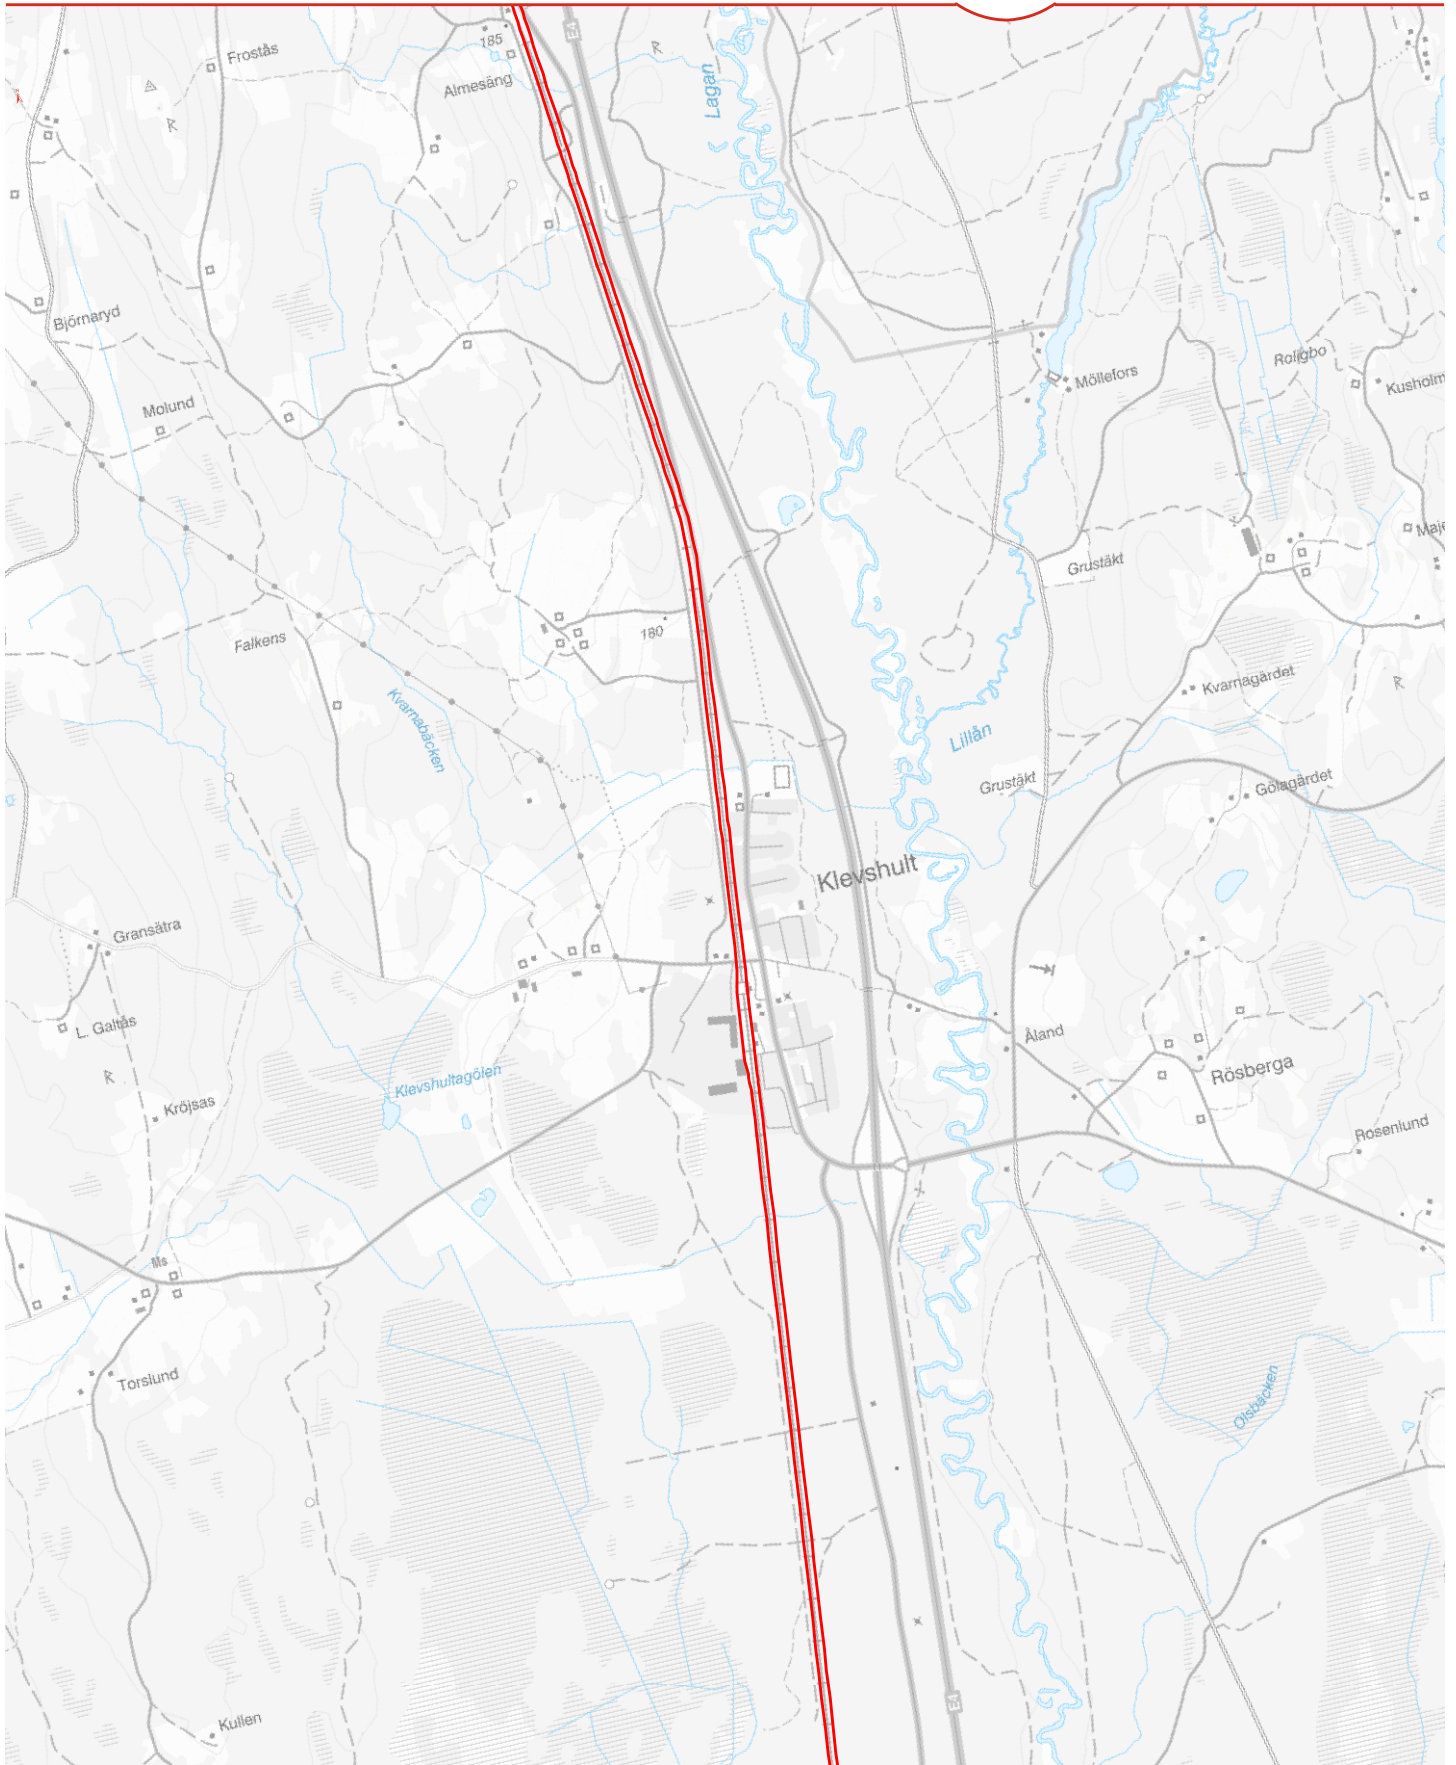 E4
185
R
Frostås
Almesäng
Lagan
R
Björnaryd
Roligbo
Möllefors
Kusholm
Molund
Maje
Grustäkt
180
Falkens
Kvarnagärdet
R
Kvarnabäcken
Lillån
Grustäkt
Gölagärdet
Klevshult
Gransätra
L. Galtås
Åland
Rösberga
R
Klevshultagölen
Kröjsas
Rosenlund
Ms
Torslund
Olsbäcken
E4
Kullen